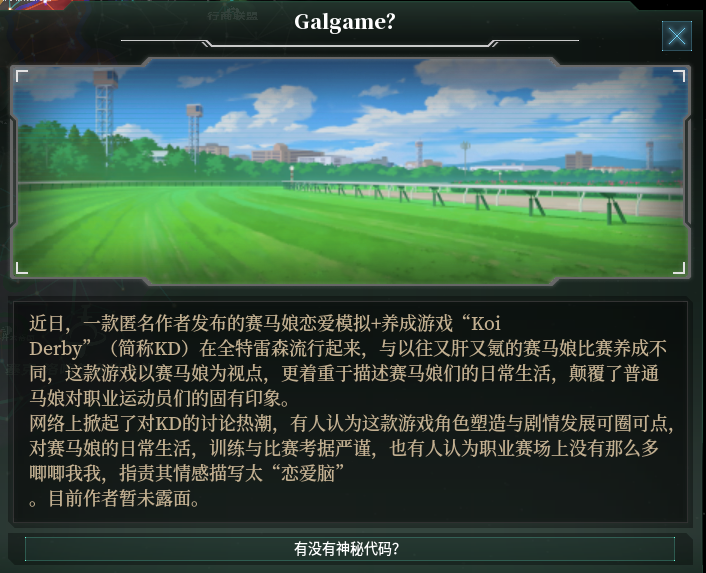 行商联盟
Galgame?
近日，一款匿名作者发布的赛马娘恋爱模拟+养成游戏“Koi
Derby”（简称KD）在全特雷森流行起来，与以往又肝又氪的赛马娘比赛养成不
同，这款游戏以赛马娘为视点，更着重于描述赛马娘们的日常生活，颠覆了普通
马娘对职业运动员们的固有印象。
网络上掀起了对KD的讨论热潮，有人认为这款游戏角色塑造与剧情发展可圈可点，
对赛马娘的日常生活，训练与比赛考据严谨，也有人认为职业赛场上没有那么多
唧唧我我，指责其情感描写太“恋爱脑”
。目前作者暂未露面。
有没有神秘代码？